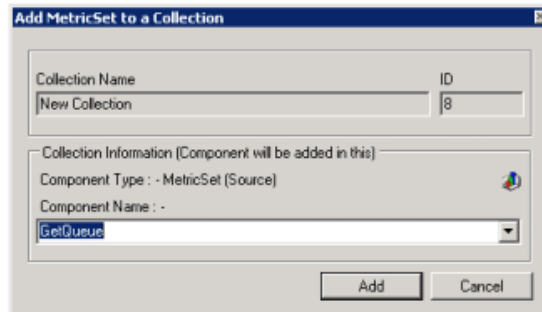 Add MetricSet to a Collection
Collection Name ID
New Collection 8
Collection Information (Component will be added in this)
Component Type : - MetricSet (Source)
Component Name : -
GetQueue
Add Cancel